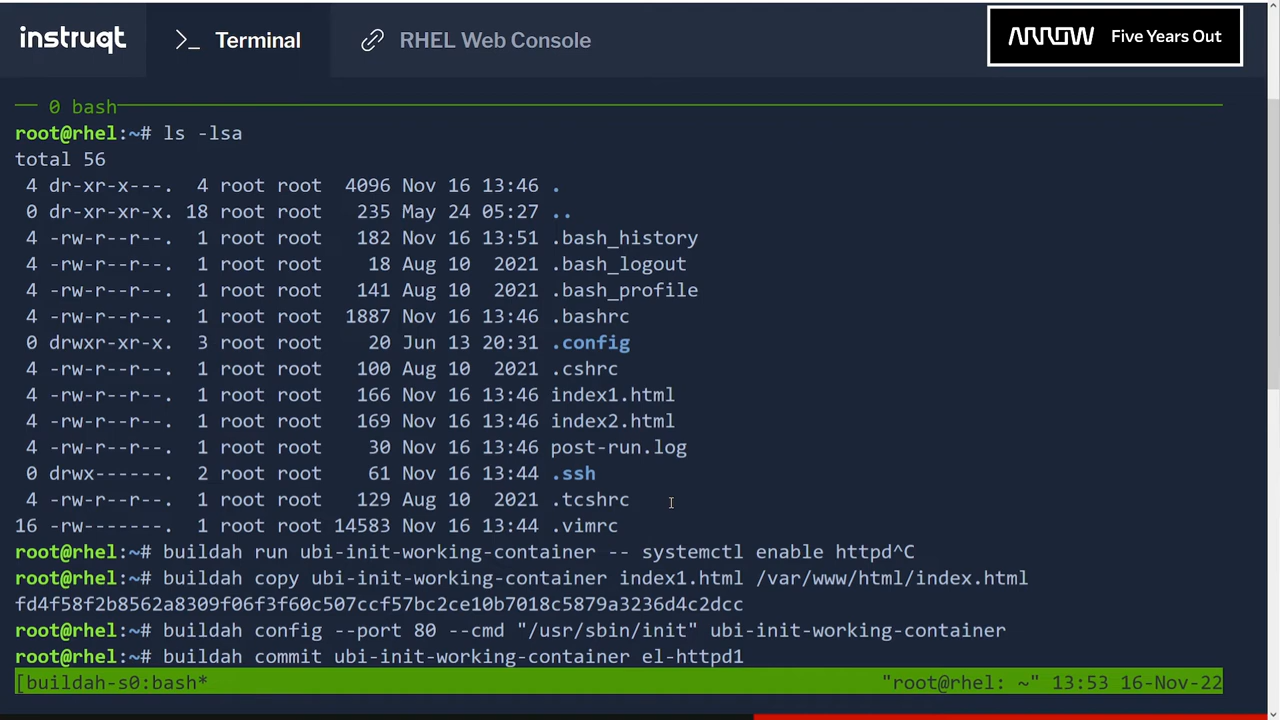 instruqt
>_ Terminal
RHEL Web Console
ARROW Five Years Out
0 bash
root@rhel:~# ls -lsa
total 56
4 dr-xr-x---. 4 root root 4096 Nov 16 13:46 .
0 dr-xr-xr-x. 18 root root 235 May 24 05:27 ..
4 -rw-r--r--. 1 root root 182 Nov 16 13:51 .bash_history
4 -rw-r--r--. 1 root root 18 Aug 10 2021 .bash_logout
4 -rw-r--r--. 1 root root 141 Aug 10 2021 .bash_profile
4 -rw-r--r--. 1 root root 1887 Nov 16 13:46 .bashrc
0 drwxr-xr-x. 3 root root 20 Jun 13 20:31 .config
4 -rw-r--r--. 1 root root 100 Aug 10 2021 .cshrc
4 -rw-r--r--. 1 root root 166 Nov 16 13:46 index1.html
4 -rw-r--r--. 1 root root 169 Nov 16 13:46 index2.html
4 -rw-r--r--. 1 root root 30 Nov 16 13:46 post-run.log
0 drwx------. 2 root root 61 Nov 16 13:44 .ssh
4 -rw-r--r--. 1 root root 129 Aug 10 2021 .tcshrc
16 -rw-------. 1 root root 14583 Nov 16 13:44 .vimrc
root@rhel:~# buildah run ubi-init-working-container -- systemctl enable httpd^C
root@rhel:~# buildah copy ubi-init-working-container index1.html /var/www/html/index.html
fd4f58f2b8562a8309f06f3f60c507ccf57bc2ce10b7018c5879a3236d4c2dcc
root@rhel:~# buildah config --port 80 --cmd "/usr/sbin/init" ubi-init-working-container
root@rhel:~# buildah commit ubi-init-working-container el-httpd1
[buildah-s0:bash* "root@rhel: ~" 13:53 16-Nov-22